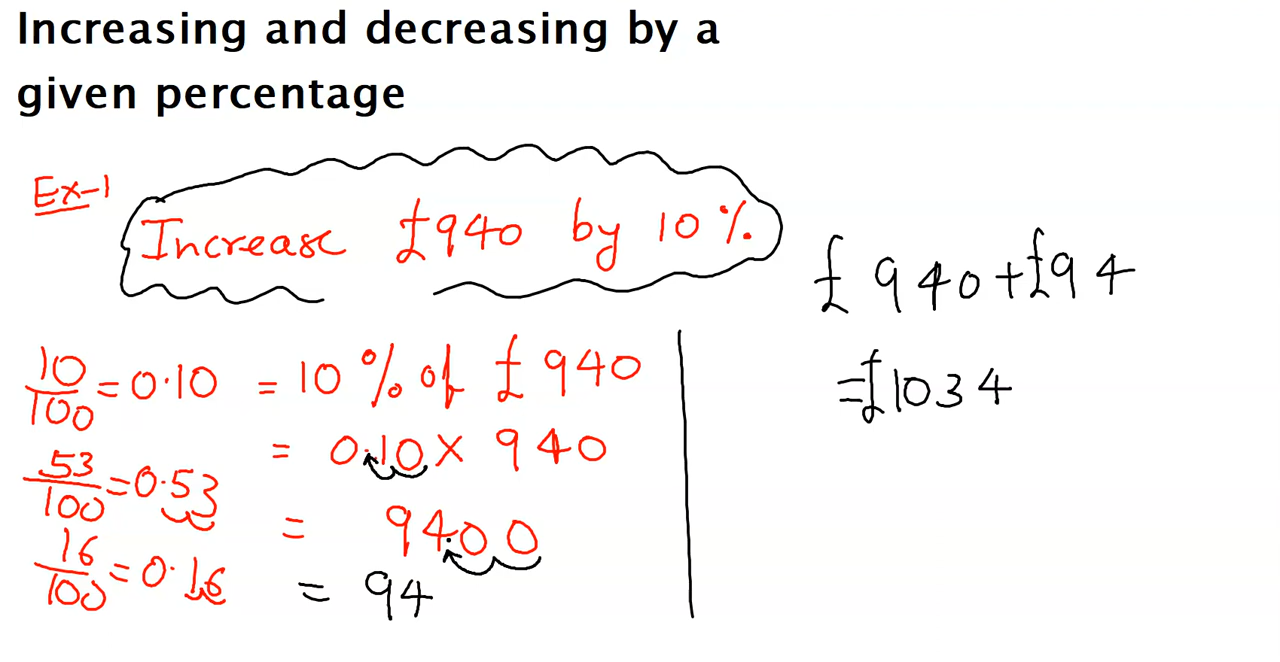 Increasing and decreasing by a
given percentage
Ex-1
Increase £940 by 10%
10/100 = 0.10
53/100 = 0.53
16/100 = 0.16
= 10% of £940
= 0.10 × 940
= 94.00
= 94
£940+£94
=£1034